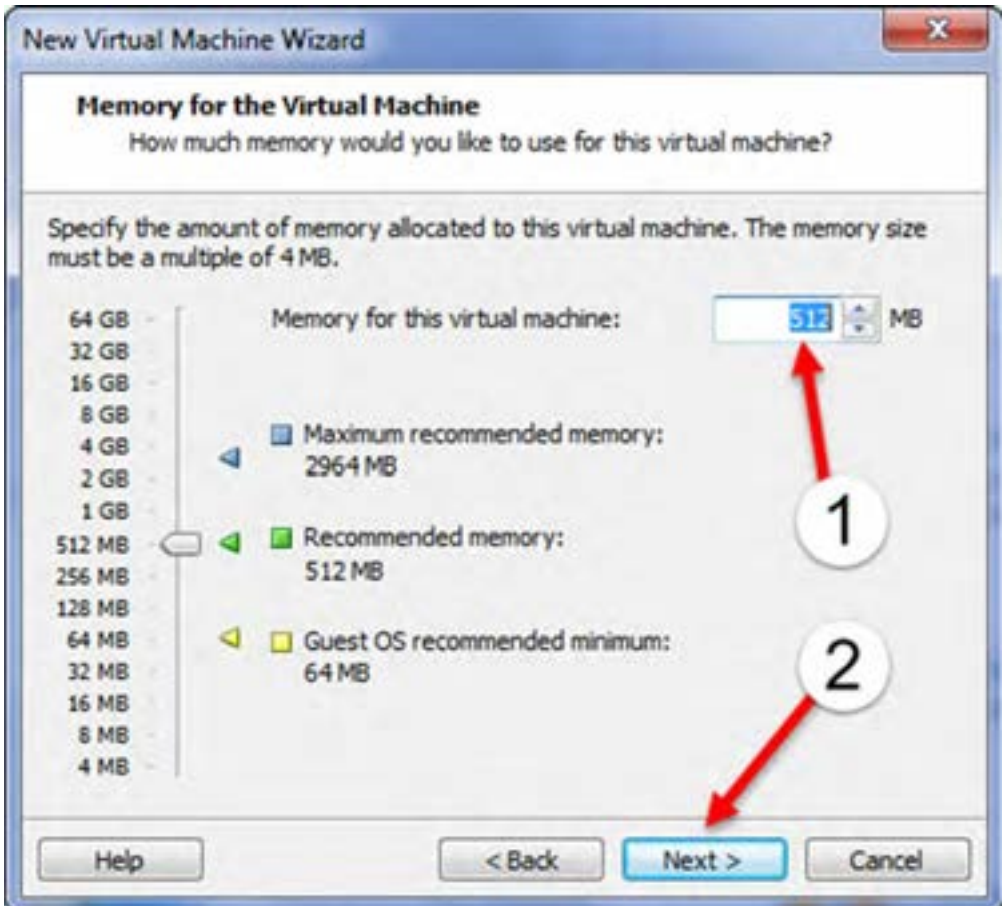 New Virtual Machine Wizard
Memory for the Virtual Machine
How much memory would you like to use for this virtual machine?
Specify the amount of memory allocated to this virtual machine. The memory size
must be a multiple of 4 MB.
64 GB
32 GB
16 GB
8 GB
4 GB
2 GB
1 GB
512 MB
256 MB
128 MB
64 MB
32 MB
16 MB
8 MB
4 MB
Memory for this virtual machine: 512 MB
Maximum recommended memory:
2964 MB
Recommended memory:
512 MB
Guest OS recommended minimum:
64 MB
1
2
Help < Back Next > Cancel